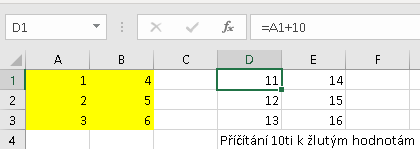 D1 fx =A1+10
A B C D E F
1 1 4 11 14
2 2 5 12 15
3 3 6 13 16
4 Příčítání 10ti k žlutým hodnotám